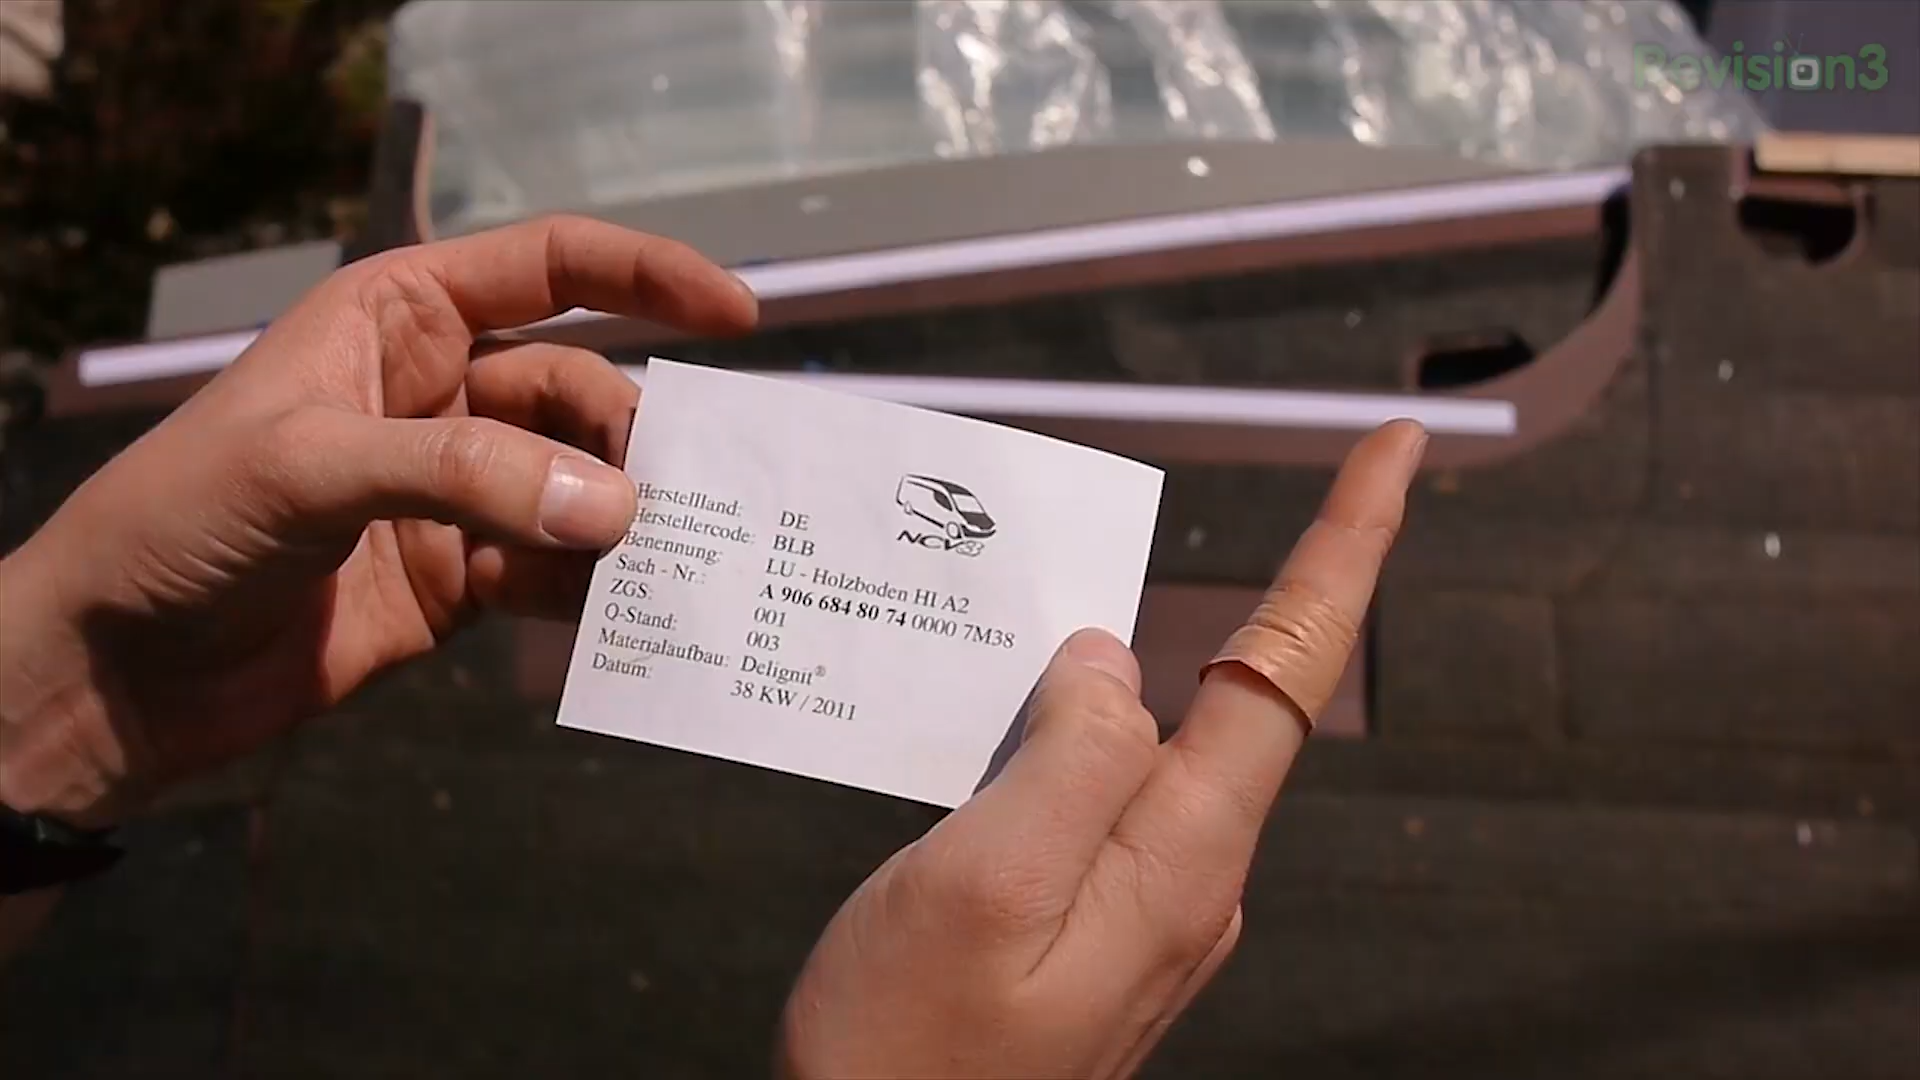 Revision3
NCV3
Herstellland: DE
Herstellercode: BLB
Benennung: LU - Holzboden HI A2
Sach - Nr.: A 906 684 80 74 0000 7M38
ZGS: 001
Q-Stand: 003
Materialaufbau: Delignit®
Datum: 38 KW / 2011